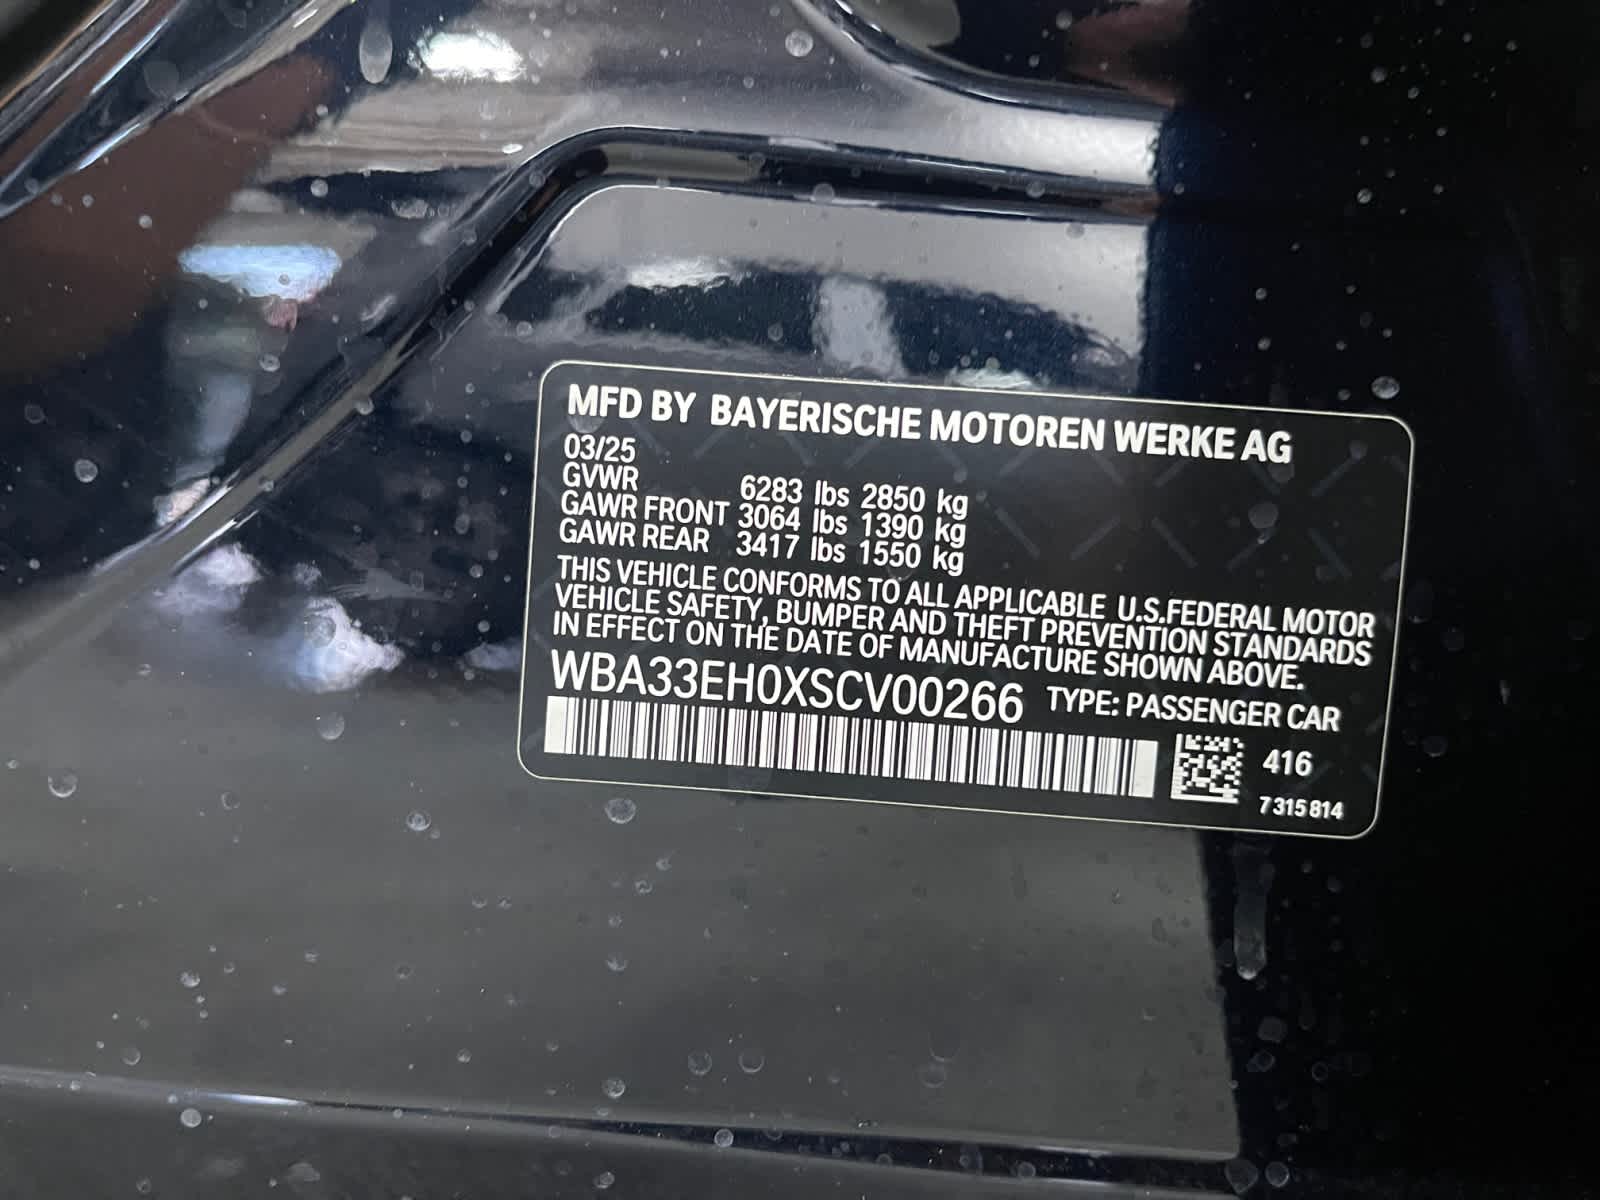 MFD BY BAYERISCHE MOTOREN WERKE AG
03/25
GVWR 6283 lbs 2850 kg
GAWR FRONT 3064 lbs 1390 kg
GAWR REAR 3417 lbs 1550 kg
THIS VEHICLE CONFORMS TO ALL APPLICABLE U.S.FEDERAL MOTOR
VEHICLE SAFETY, BUMPER AND THEFT PREVENTION STANDARDS
IN EFFECT ON THE DATE OF MANUFACTURE SHOWN ABOVE.
WBA33EH0XSCV00266 TYPE: PASSENGER CAR
416
7 315 814